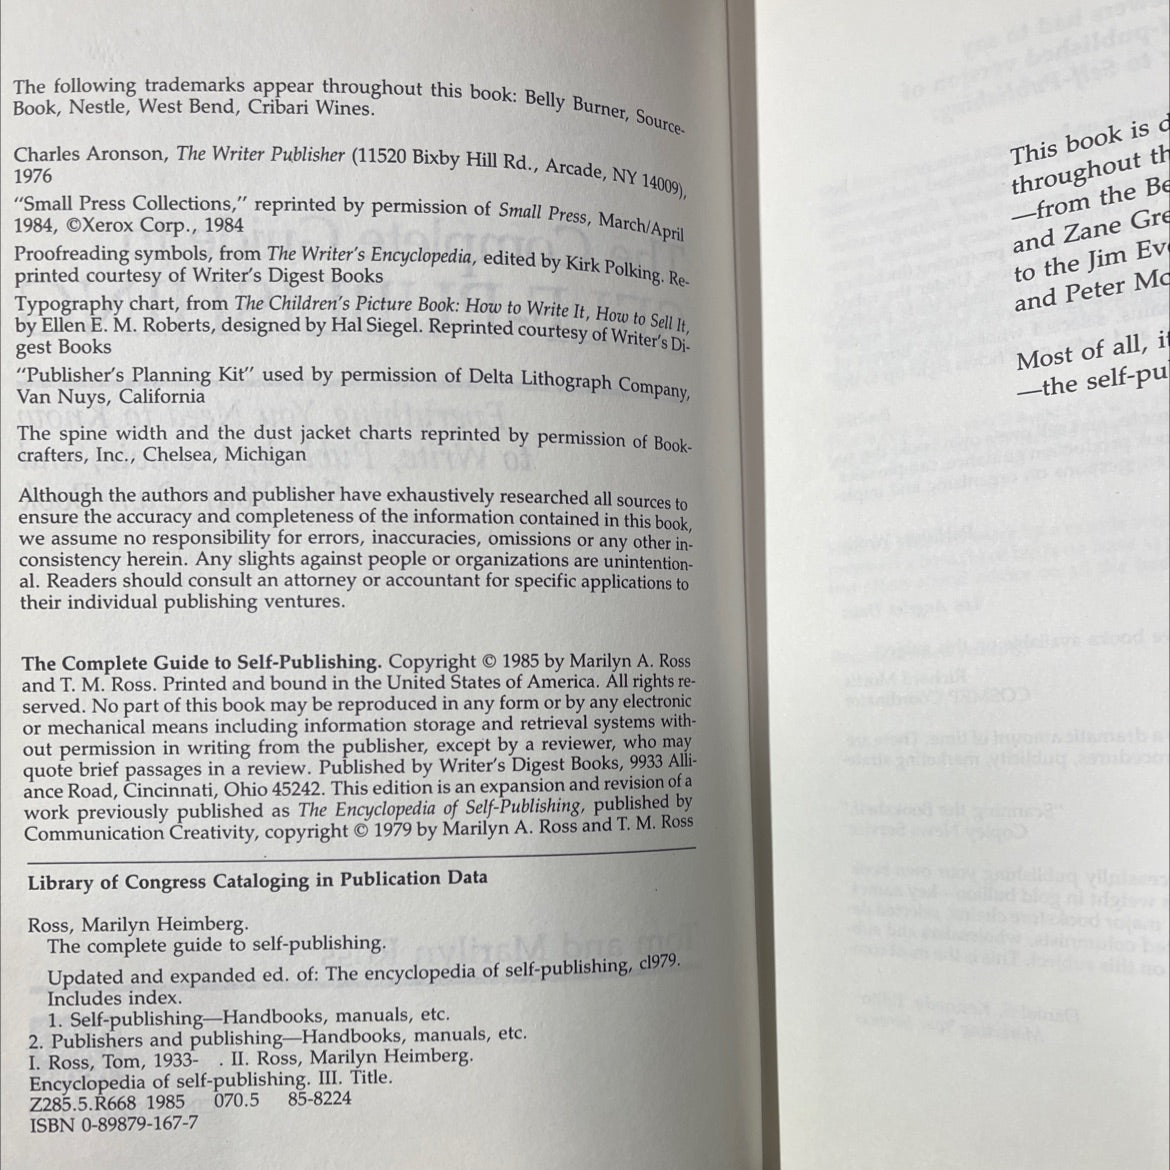 The following trademarks appear throughout this book: Belly Burner, Source-
Book, Nestle, West Bend, Cribari Wines.
Charles Aronson, The Writer Publisher (11520 Bixby Hill Rd., Arcade, NY 14009),
1976
“Small Press Collections,” reprinted by permission of Small Press, March/April
1984, ©Xerox Corp., 1984
Proofreading symbols, from The Writer's Encyclopedia, edited by Kirk Polking. Re-
printed courtesy of Writer's Digest Books
Typography chart, from The Children's Picture Book: How to Write It, How to Sell It,
by Ellen E. M. Roberts, designed by Hal Siegel. Reprinted courtesy of Writer's Di-
gest Books
“Publisher's Planning Kit” used by permission of Delta Lithograph Company,
Van Nuys, California
The spine width and the dust jacket charts reprinted by permission of Book-
crafters, Inc., Chelsea, Michigan
Although the authors and publisher have exhaustively researched all sources to
ensure the accuracy and completeness of the information contained in this book,
we assume no responsibility for errors, inaccuracies, omissions or any other in-
consistency herein. Any slights against people or organizations are unintention-
al. Readers should consult an attorney or accountant for specific applications to
their individual publishing ventures.
The Complete Guide to Self-Publishing. Copyright © 1985 by Marilyn A. Ross
and T. M. Ross. Printed and bound in the United States of America. All rights re-
served. No part of this book may be reproduced in any form or by any electronic
or mechanical means including information storage and retrieval systems with-
out permission in writing from the publisher, except by a reviewer, who may
quote brief passages in a review. Published by Writer's Digest Books, 9933 Alli-
ance Road, Cincinnati, Ohio 45242. This edition is an expansion and revision of a
work previously published as The Encyclopedia of Self-Publishing, published by
Communication Creativity, copyright © 1979 by Marilyn A. Ross and T. M. Ross
Library of Congress Cataloging in Publication Data
Ross, Marilyn Heimberg.
The complete guide to self-publishing.
Updated and expanded ed. of: The encyclopedia of self-publishing, cl979.
Includes index.
1. Self-publishing—Handbooks, manuals, etc.
2. Publishers and publishing—Handbooks, manuals, etc.
I. Ross, Tom, 1933- . II. Ross, Marilyn Heimberg.
Encyclopedia of self-publishing. III. Title.
Z285.5.R668 1985 070.5 85-8224
ISBN 0-89879-167-7
This book is d
throughout th
—from the Be
and Zane Gre
to the Jim Eve
and Peter Mc
Most of all, it
—the self-pu